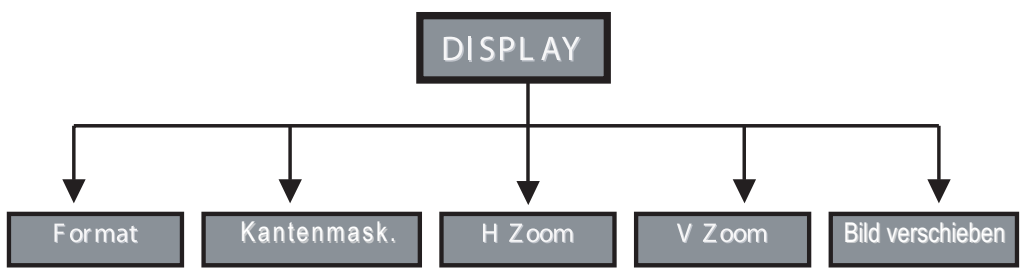 DISPLAY
Format
Kantenmask.
H Zoom
V Zoom
Bild verschieben